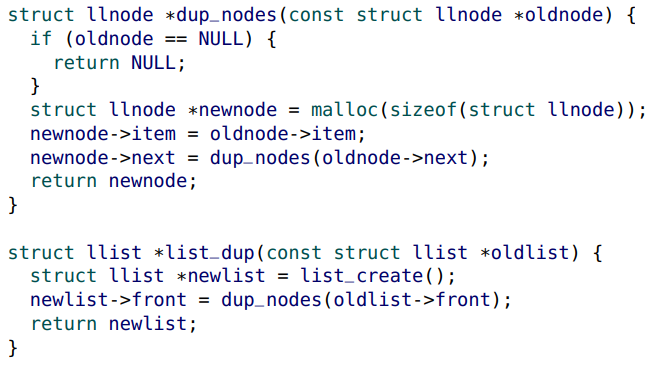 struct llnode *dup_nodes(const struct llnode *oldnode) {
  if (oldnode == NULL) {
    return NULL;
  }
  struct llnode *newnode = malloc(sizeof(struct llnode));
  newnode->item = oldnode->item;
  newnode->next = dup_nodes(oldnode->next);
  return newnode;
}

struct llist *list_dup(const struct llist *oldlist) {
  struct llist *newlist = list_create();
  newlist->front = dup_nodes(oldlist->front);
  return newlist;
}